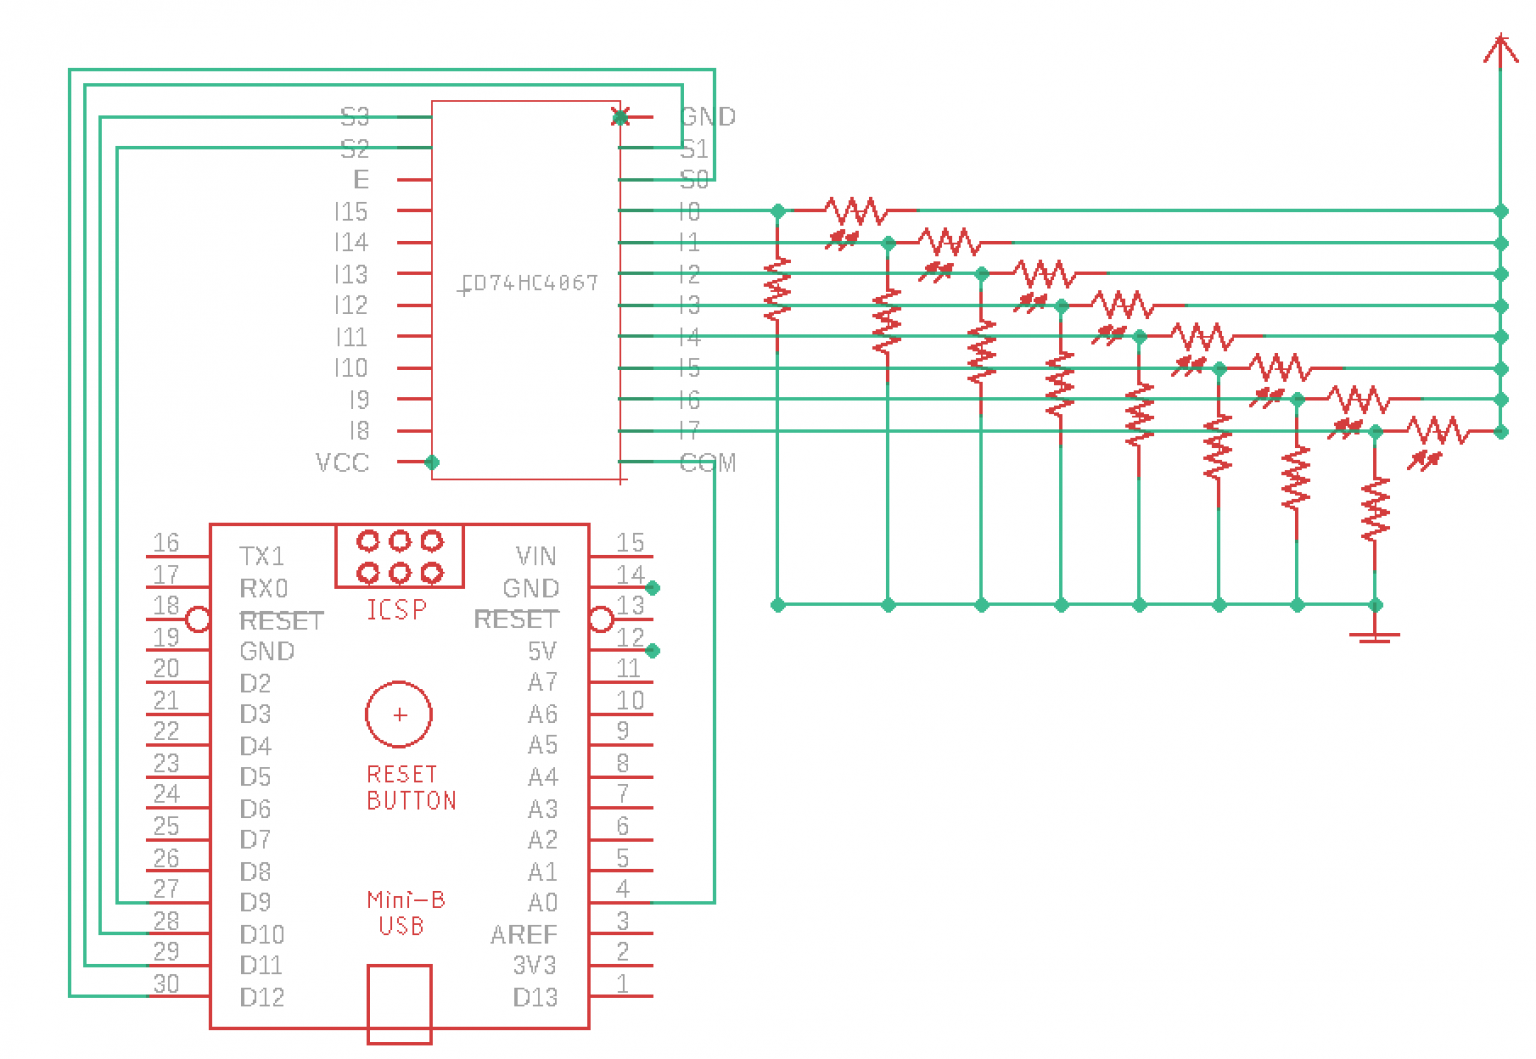 S3 GND
S2 S1
E S0
I15 I0
I14 I1
I13 I2
CD74HC4067
I12 I3
I11 I4
I10 I5
I9 I6
I8 I7
VCC COM
16 TX1 VIN 15
17 RX0 GND 14
ICSP
18 RESET RESET 13
19 GND 5V 12
20 D2 A7 11
21 D3 A6 10
22 D4 A5 9
23 D5 A4 8
RESET
BUTTON
24 D6 A3 7
25 D7 A2 6
26 D8 A1 5
27 D9 A0 4
Mini-B
USB
28 D10 AREF 3
29 D11 3V3 2
30 D12 D13 1